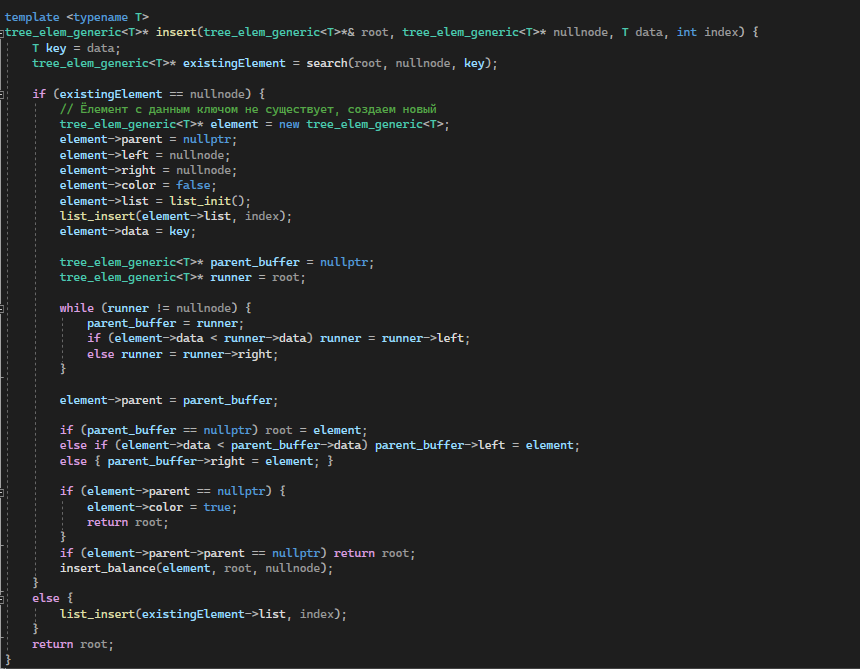 template <typename T>
tree_elem_generic<T>* insert(tree_elem_generic<T>*& root, tree_elem_generic<T>* nullnode, T data, int index) {
T key = data;
tree_elem_generic<T>* existingElement = search(root, nullnode, key);
if (existingElement == nullnode) {
// Ёлемент с данным ключом не существует, создаем новый
tree_elem_generic<T>* element = new tree_elem_generic<T>;
element->parent = nullptr;
element->left = nullnode;
element->right = nullnode;
element->color = false;
element->list = list_init();
list_insert(element->list, index);
element->data = key;
tree_elem_generic<T>* parent_buffer = nullptr;
tree_elem_generic<T>* runner = root;
while (runner != nullnode) {
parent_buffer = runner;
if (element->data < runner->data) runner = runner->left;
else runner = runner->right;
}
element->parent = parent_buffer;
if (parent_buffer == nullptr) root = element;
else if (element->data < parent_buffer->data) parent_buffer->left = element;
else { parent_buffer->right = element; }
if (element->parent == nullptr) {
element->color = true;
return root;
}
if (element->parent->parent == nullptr) return root;
insert_balance(element, root, nullnode);
}
else {
list_insert(existingElement->list, index);
}
return root;
}